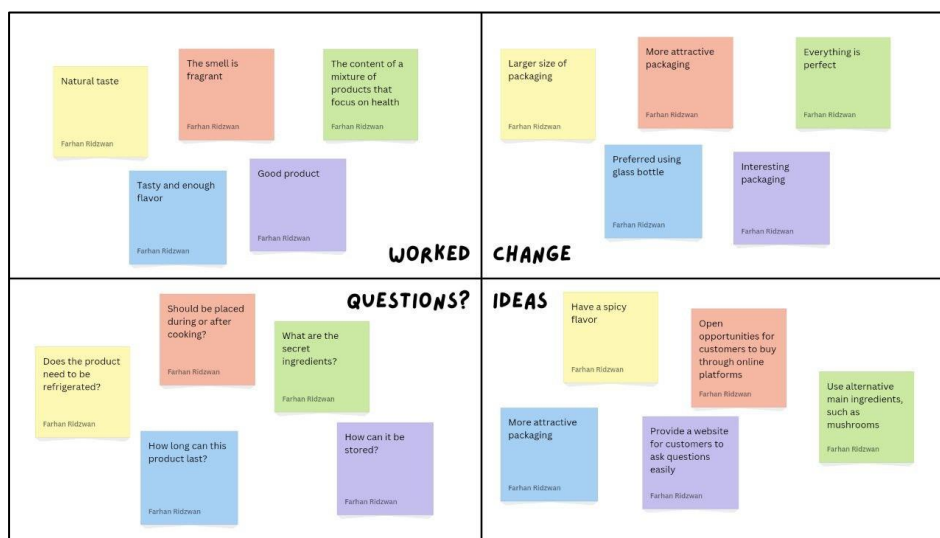 Natural taste
Farhan Ridzwan
The smell is
fragrant
Farhan Ridzwan
The content of a
mixture of
products that
focus on health
Farhan Ridzwan
Tasty and enough
flavor
Farhan Ridzwan
Good product
Farhan Ridzwan
WORKED
Larger size of
packaging
Farhan Ridzwan
More attractive
packaging
Farhan Ridzwan
Everything is
perfect
Farhan Ridzwan
Preferred using
glass bottle
Farhan Ridzwan
Interesting
packaging
Farhan Ridzwan
CHANGE
QUESTIONS?
Does the product
need to be
refrigerated?
Farhan Ridzwan
Should be placed
during or after
cooking?
Farhan Ridzwan
What are the
secret
ingredients?
Farhan Ridzwan
How long can this
product last?
Farhan Ridzwan
How can it be
stored?
Farhan Ridzwan
IDEAS
Have a spicy
flavor
Farhan Ridzwan
Open
opportunities for
customers to buy
through online
platforms
Farhan Ridzwan
Use alternative
main ingredients,
such as
mushrooms
Farhan Ridzwan
More attractive
packaging
Farhan Ridzwan
Provide a website
for customers to
ask questions
easily
Farhan Ridzwan